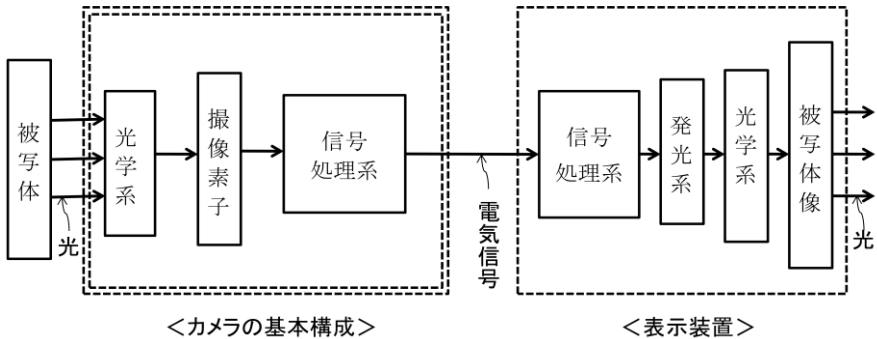 被写体
光
光学系
撮像素子
信号
処理系
電気信号
信号
処理系
発光系
光学系
被写体像
光
＜カメラの基本構成＞
＜表示装置＞